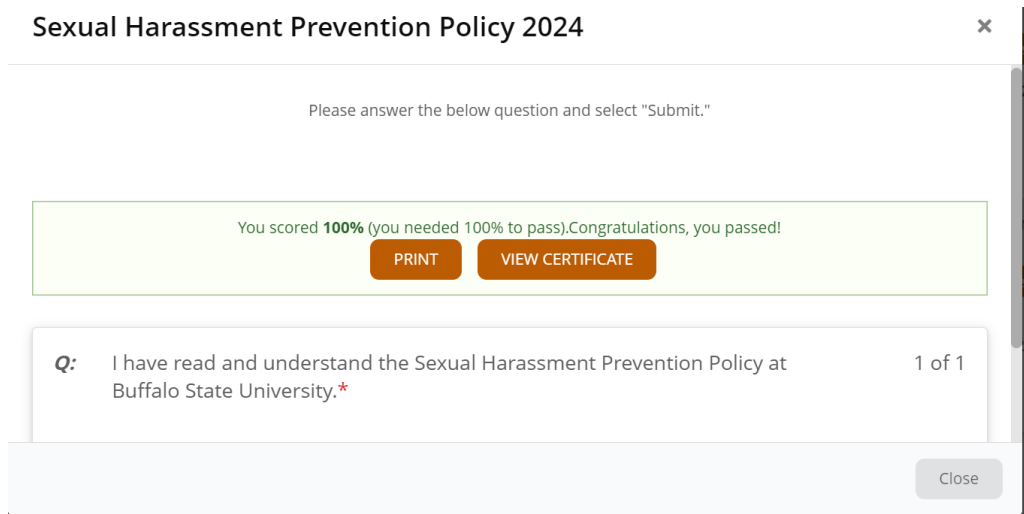 Sexual Harassment Prevention Policy 2024 ×
Please answer the below question and select "Submit."
You scored 100% (you needed 100% to pass).Congratulations, you passed!
PRINT VIEW CERTIFICATE
Q: I have read and understand the Sexual Harassment Prevention Policy at 1 of 1
Buffalo State University.*
Close